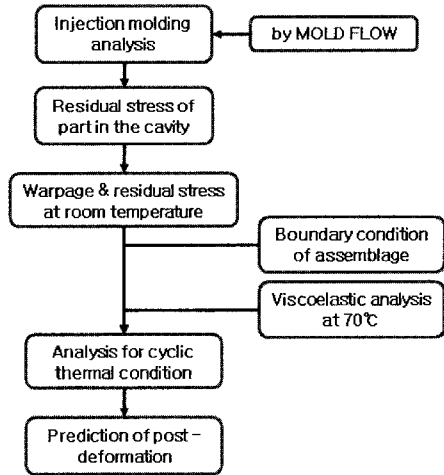 Injection molding
analysis
by MOLD FLOW
Residual stress of
part in the cavity
Warpage & residual stress
at room temperature
Boundary condition
of assemblage
Viscoelastic analysis
at 70℃
Analysis for cyclic
thermal condition
Prediction of post -
deformation